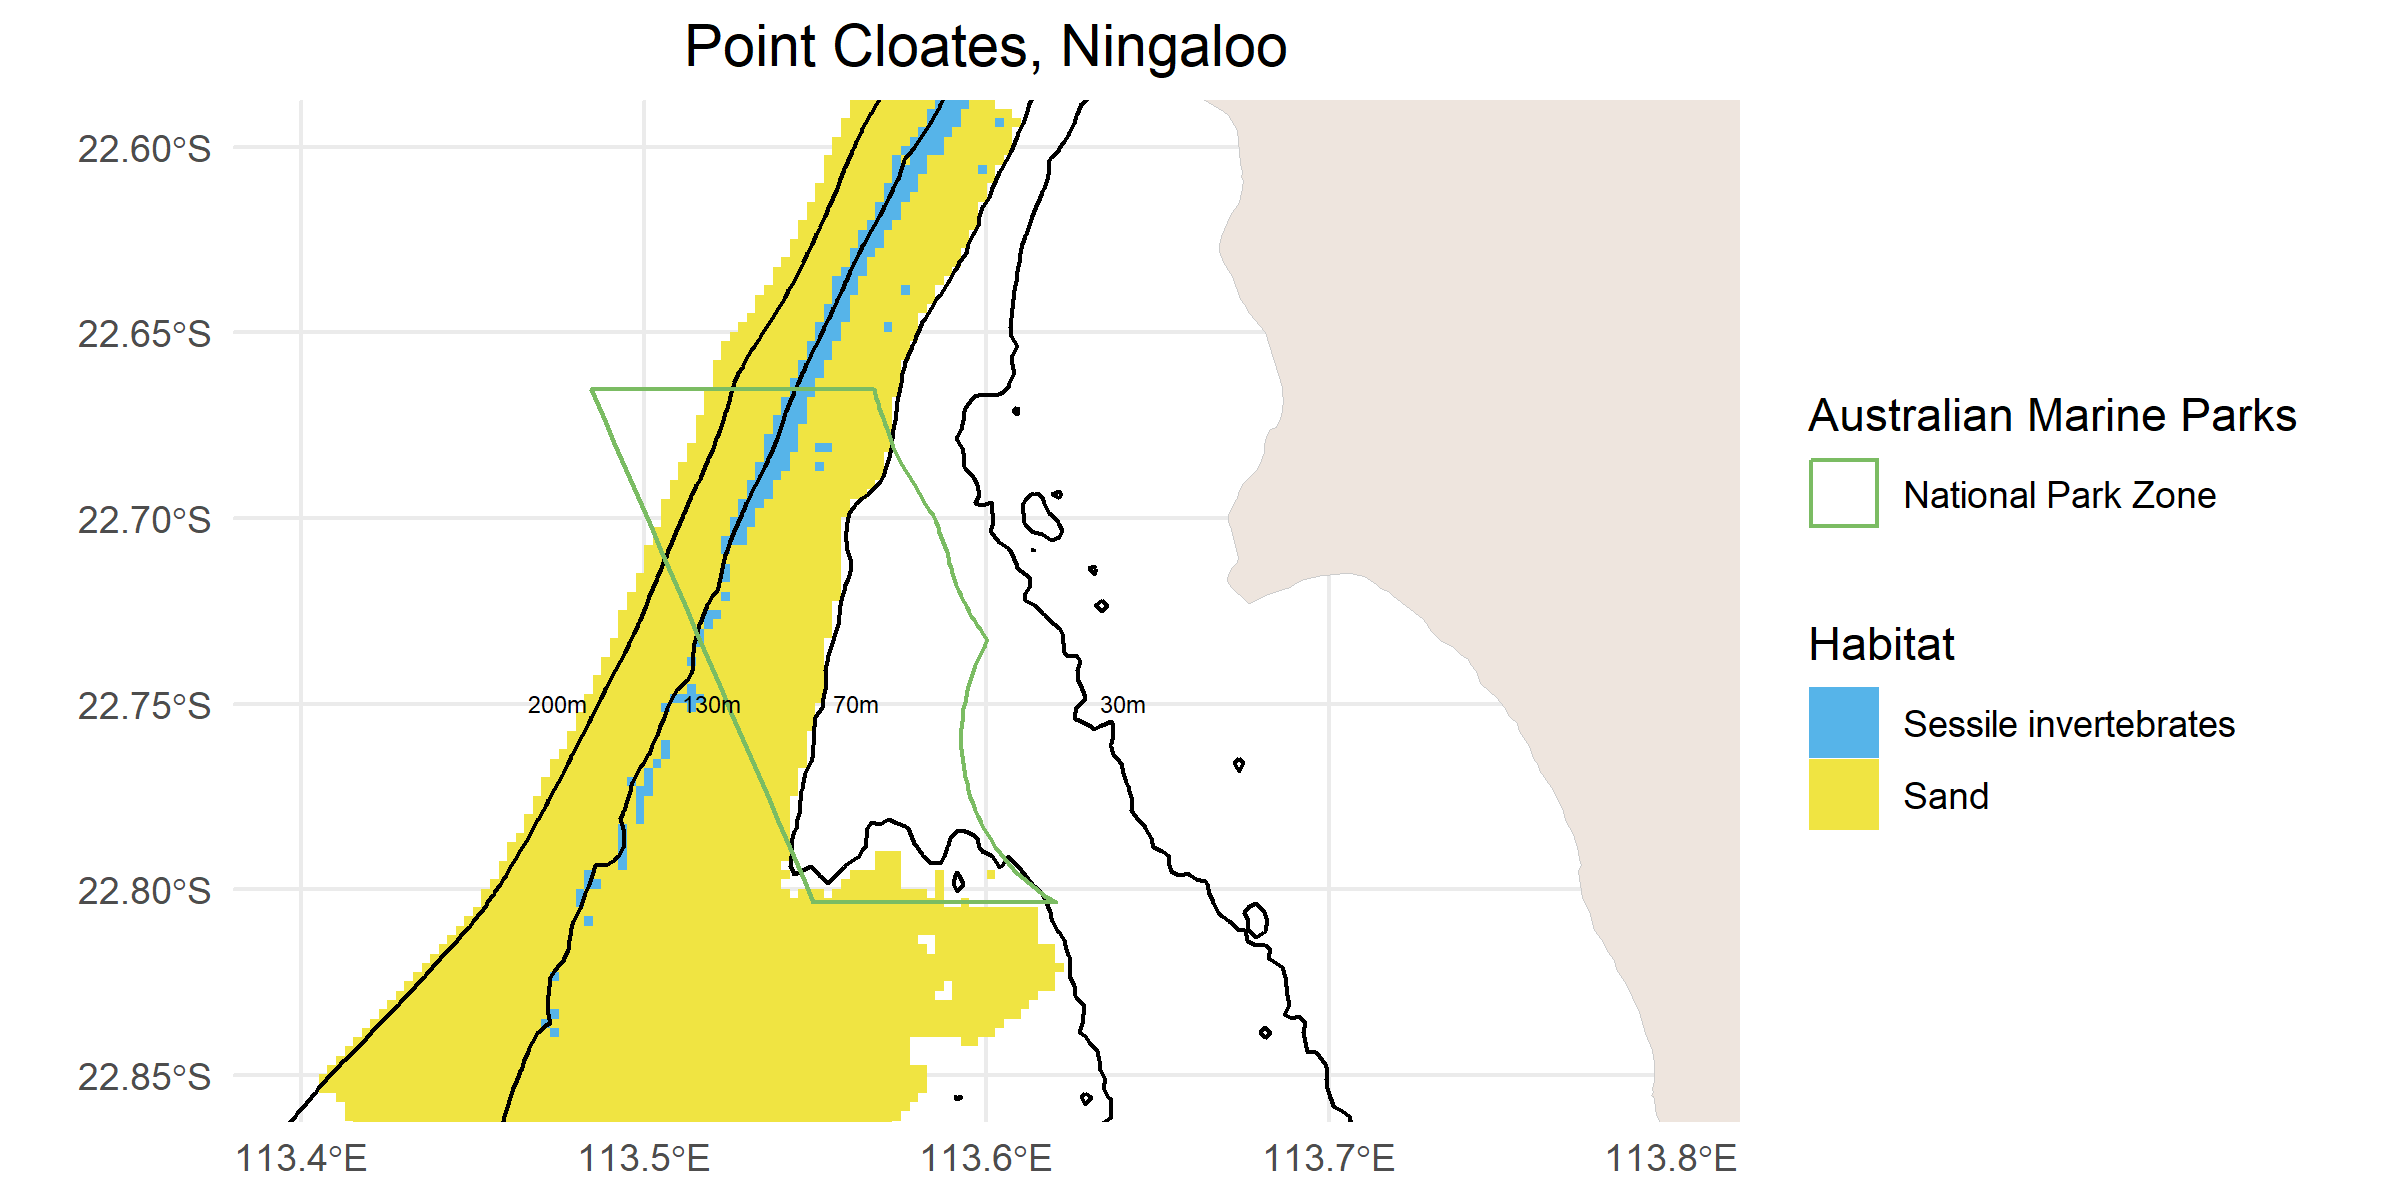 Point Cloates, Ningaloo
22.60°S
22.65°S
22.70°S
22.75°S
22.80°S
22.85°S
200m
130m
70m
30m
113.4°E
113.5°E
113.6°E
113.7°E
113.8°E
Australian Marine Parks
National Park Zone
Habitat
Sessile invertebrates
Sand